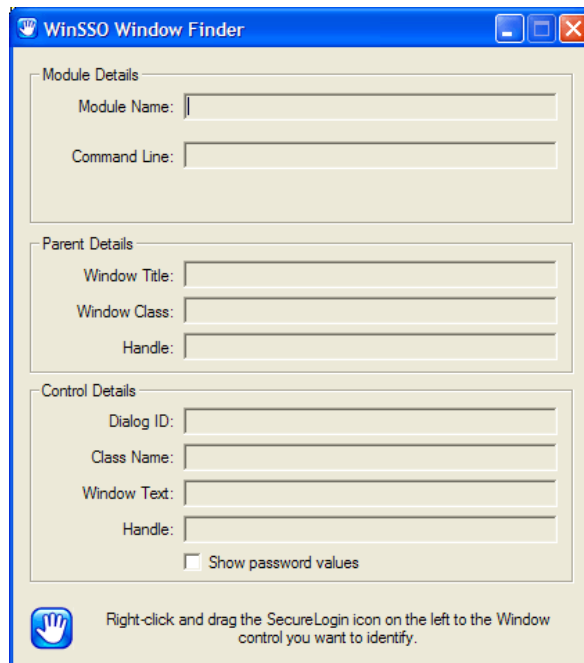 WinSSO Window Finder
Module Details
Module Name:
Command Line:
Parent Details
Window Title:
Window Class:
Handle:
Control Details
Dialog ID:
Class Name:
Window Text:
Handle:
Show password values
Right-click and drag the SecureLogin icon on the left to the Window
control you want to identify.